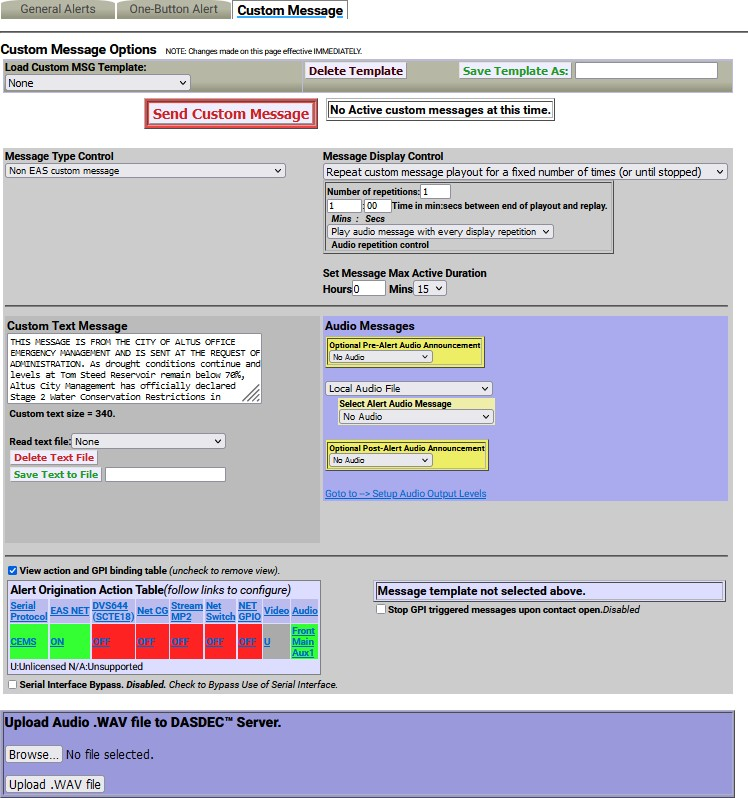 General Alerts One-Button Alert Custom Message
Custom Message Options NOTE: Changes made on this page effective IMMEDIATELY.
Load Custom MSG Template:
None
Delete Template
Save Template As:
Send Custom Message
No Active custom messages at this time.
Message Type Control
Non EAS custom message
Message Display Control
Repeat custom message playout for a fixed number of times (or until stopped)
Number of repetitions: 1
1 : 00 Time in min:secs between end of playout and replay.
Mins : Secs
Play audio message with every display repetition
Audio repetition control
Set Message Max Active Duration
Hours 0 Mins 15
Custom Text Message
THIS MESSAGE IS FROM THE CITY OF ALTUS OFFICE
EMERGENCY MANAGEMENT AND IS SENT AT THE REQUEST OF
ADMINISTRATION. As drought conditions continue and
levels at Tom Steed Reservoir remain below 70%,
Altus City Management has officially declared
Stage 2 Water Conservation Restrictions in
Custom text size = 340.
Read text file: None
Delete Text File
Save Text to File
Audio Messages
Optional Pre-Alert Audio Announcement
No Audio
Local Audio File
Select Alert Audio Message
No Audio
Optional Post-Alert Audio Announcement
No Audio
Goto to --> Setup Audio Output Levels
View action and GPI binding table (uncheck to remove view).
Alert Origination Action Table(follow links to configure)
Serial Protocol EAS NET DVS644 (SCTE18) Net CG Stream MP2 Net Switch NET GPIO Video Audio
CEMS ON OFF OFF OFF OFF OFF U Front Main Aux1
U:Unlicensed N/A:Unsupported
Serial Interface Bypass. Disabled. Check to Bypass Use of Serial Interface.
Message template not selected above.
Stop GPI triggered messages upon contact open.Disabled
Upload Audio .WAV file to DASDEC™ Server.
Browse... No file selected.
Upload .WAV file